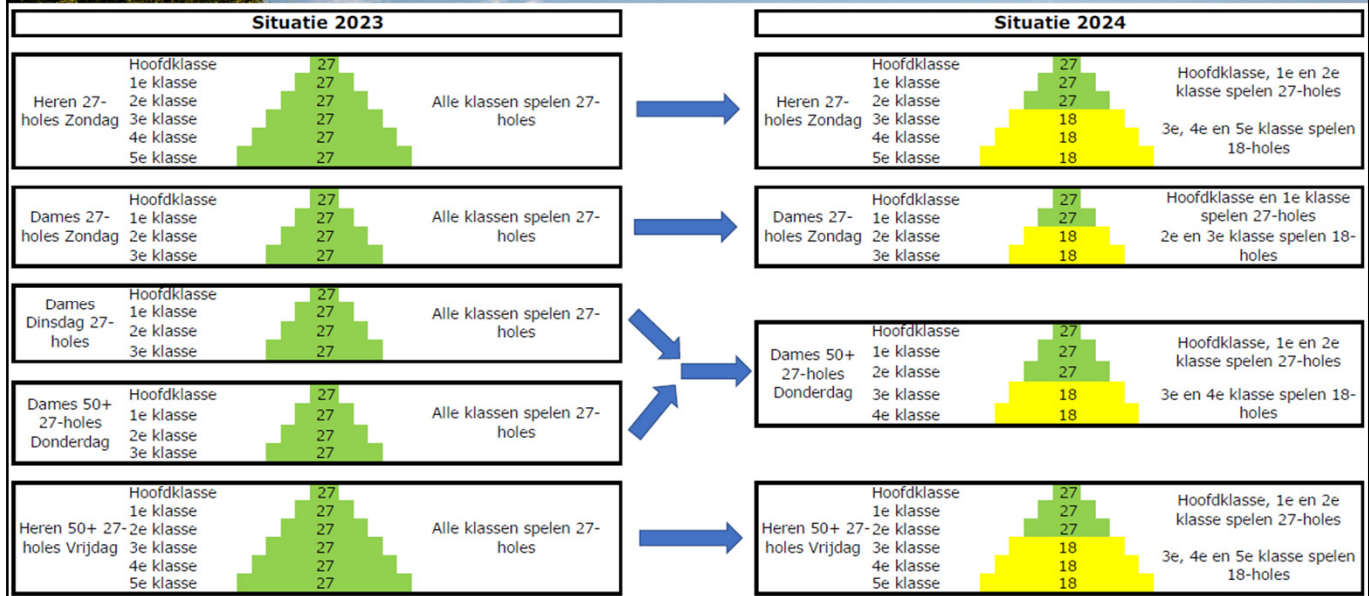 Situatie 2023
Situatie 2024
Heren 27-
holes Zondag
Hoofdklasse 27
1e klasse 27
2e klasse 27
3e klasse 27
4e klasse 27
5e klasse 27
Alle klassen spelen 27-
holes
Heren 27-
holes Zondag
Hoofdklasse 27
1e klasse 27
2e klasse 27
3e klasse 18
4e klasse 18
5e klasse 18
Hoofdklasse, 1e en 2e
klasse spelen 27-holes
3e, 4e en 5e klasse spelen
18-holes
Dames 27-
holes Zondag
Hoofdklasse 27
1e klasse 27
2e klasse 27
3e klasse 27
Alle klassen spelen 27-
holes
Dames 27-
holes Zondag
Hoofdklasse 27
1e klasse 27
2e klasse 18
3e klasse 18
Hoofdklasse en 1e klasse
spelen 27-holes
2e en 3e klasse spelen 18-
holes
Dames
Dinsdag 27-
holes
Hoofdklasse 27
1e klasse 27
2e klasse 27
3e klasse 27
Alle klassen spelen 27-
holes
Dames 50+
27-holes
Donderdag
Hoofdklasse 27
1e klasse 27
2e klasse 27
3e klasse 27
Alle klassen spelen 27-
holes
Dames 50+
27-holes
Donderdag
Hoofdklasse 27
1e klasse 27
2e klasse 27
3e klasse 18
4e klasse 18
Hoofdklasse, 1e en 2e
klasse spelen 27-holes
3e en 4e klasse spelen 18-
holes
Heren 50+ 27-
holes Vrijdag
Hoofdklasse 27
1e klasse 27
2e klasse 27
3e klasse 27
4e klasse 27
5e klasse 27
Alle klassen spelen 27-
holes
Heren 50+ 27-
holes Vrijdag
Hoofdklasse 27
1e klasse 27
2e klasse 27
3e klasse 18
4e klasse 18
5e klasse 18
Hoofdklasse, 1e en 2e
klasse spelen 27-holes
3e, 4e en 5e klasse spelen
18-holes